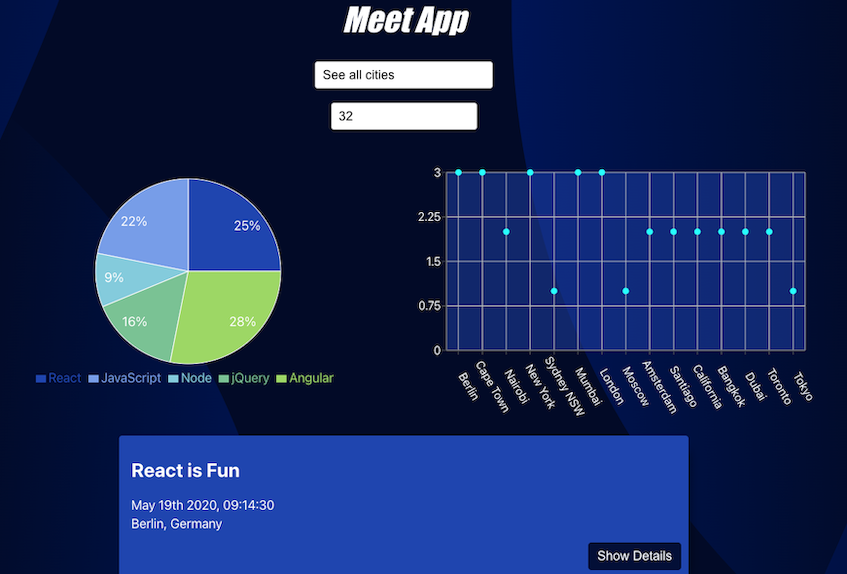 Meet App
See all cities
32
22%
25%
9%
16%
28%
React JavaScript Node jQuery Angular
3
2.25
1.5
0.75
0
Berlin
Cape Town
Nairobi
New York
Sydney NSW
Mumbai
London
Moscow
Amsterdam
Santiago
California
Bangkok
Dubai
Toronto
Tokyo
React is Fun
May 19th 2020, 09:14:30
Berlin, Germany
Show Details